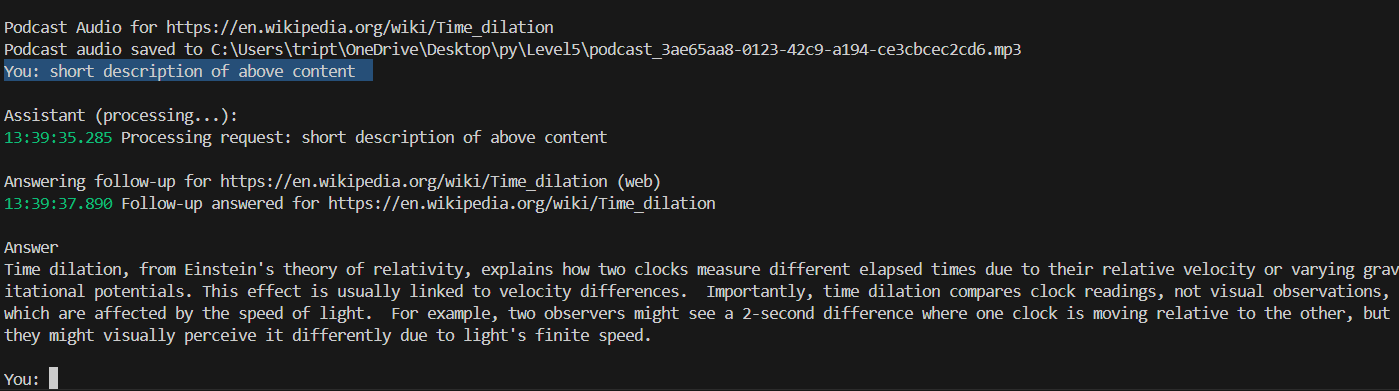 Podcast Audio for https://en.wikipedia.org/wiki/Time_dilation
Podcast audio saved to C:\Users\tript\OneDrive\Desktop\py\Level5\podcast_3ae65aa8-0123-42c9-a194-ce3cbcec2cd6.mp3
You: short description of above content
Assistant (processing...):
13:39:35.285 Processing request: short description of above content
Answering follow-up for https://en.wikipedia.org/wiki/Time_dilation (web)
13:39:37.890 Follow-up answered for https://en.wikipedia.org/wiki/Time_dilation
Answer
Time dilation, from Einstein's theory of relativity, explains how two clocks measure different elapsed times due to their relative velocity or varying grav
itational potentials. This effect is usually linked to velocity differences.  Importantly, time dilation compares clock readings, not visual observations,
which are affected by the speed of light.  For example, two observers might see a 2-second difference where one clock is moving relative to the other, but
they might visually perceive it differently due to light's finite speed.
You: